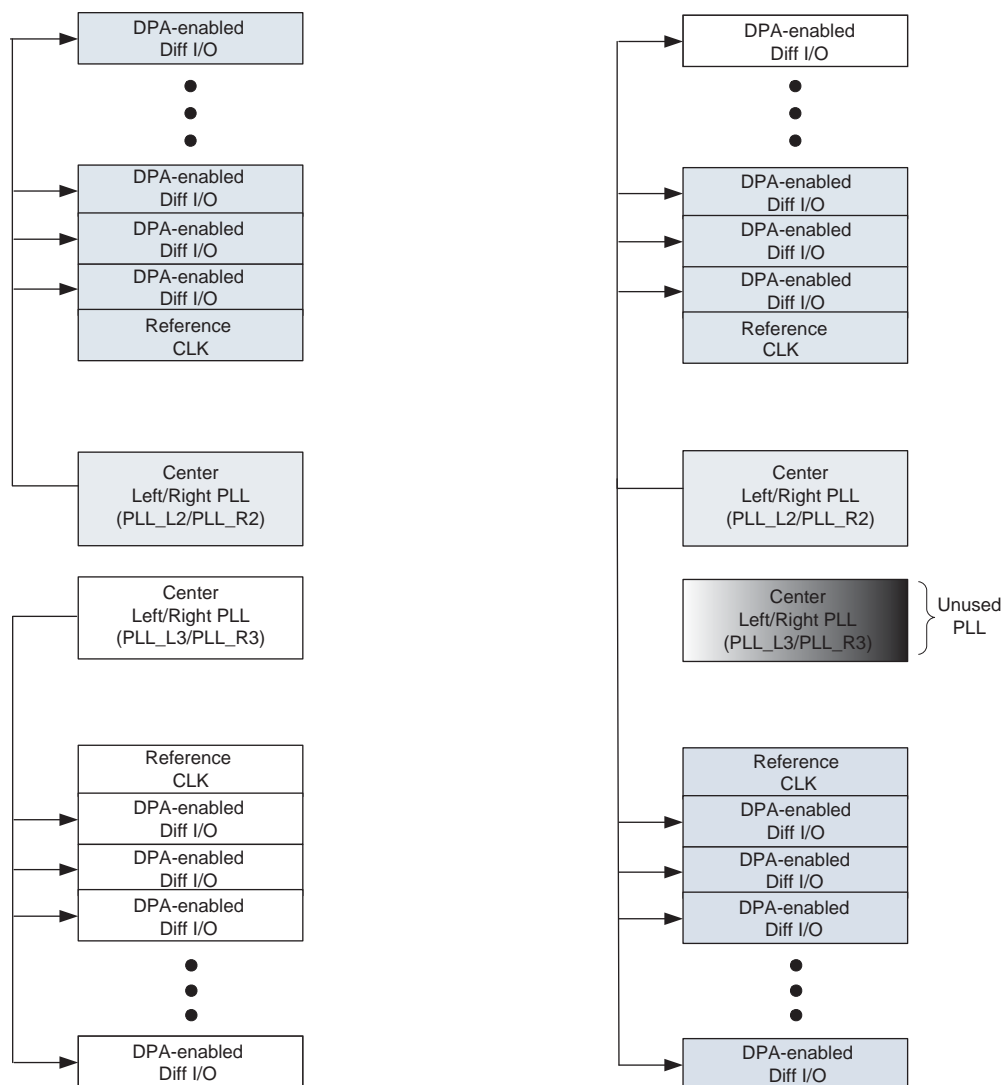 DPA-enabled
Diff I/O
DPA-enabled
Diff I/O
DPA-enabled
Diff I/O
DPA-enabled
Diff I/O
Reference
CLK
Center
Left/Right PLL
(PLL_L2/PLL_R2)
Center
Left/Right PLL
(PLL_L3/PLL_R3)
Reference
CLK
DPA-enabled
Diff I/O
DPA-enabled
Diff I/O
DPA-enabled
Diff I/O
DPA-enabled
Diff I/O
DPA-enabled
Diff I/O
DPA-enabled
Diff I/O
DPA-enabled
Diff I/O
DPA-enabled
Diff I/O
Reference
CLK
Center
Left/Right PLL
(PLL_L2/PLL_R2)
Center
Left/Right PLL
(PLL_L3/PLL_R3)
Unused
PLL
Reference
CLK
DPA-enabled
Diff I/O
DPA-enabled
Diff I/O
DPA-enabled
Diff I/O
DPA-enabled
Diff I/O